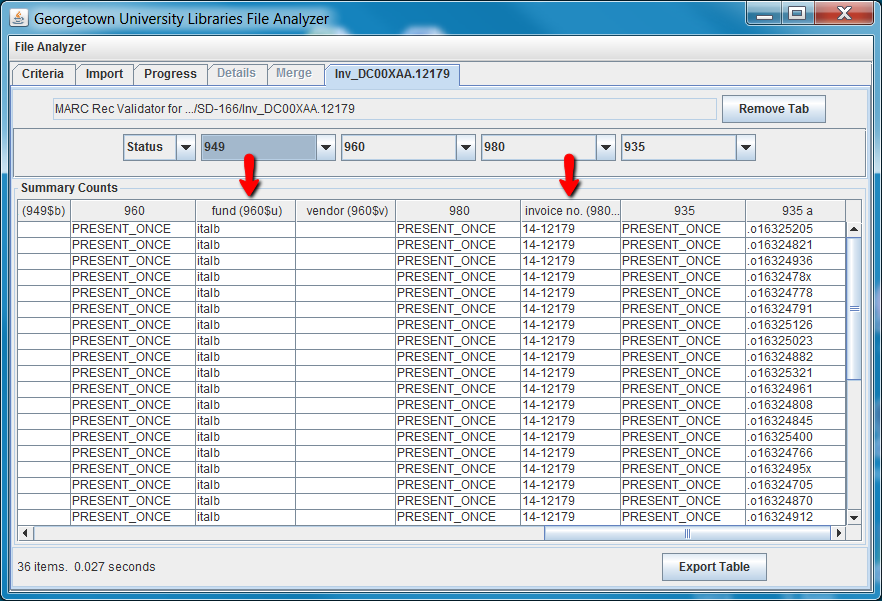 Georgetown University Libraries File Analyzer
File Analyzer
Criteria Import Progress Details Merge Inv_DC00XAA.12179
MARC Rec Validator for .../SD-166/Inv_DC00XAA.12179 Remove Tab
Status 949 960 980 935
Summary Counts
(949$b) 960 fund (960$u) vendor (960$v) 980 invoice no. (980... 935 935 a
PRESENT_ONCE italb PRESENT_ONCE 14-12179 PRESENT_ONCE .o16325205
PRESENT_ONCE italb PRESENT_ONCE 14-12179 PRESENT_ONCE .o16324821
PRESENT_ONCE italb PRESENT_ONCE 14-12179 PRESENT_ONCE .o16324936
PRESENT_ONCE italb PRESENT_ONCE 14-12179 PRESENT_ONCE .o1632478x
PRESENT_ONCE italb PRESENT_ONCE 14-12179 PRESENT_ONCE .o16324778
PRESENT_ONCE italb PRESENT_ONCE 14-12179 PRESENT_ONCE .o16324791
PRESENT_ONCE italb PRESENT_ONCE 14-12179 PRESENT_ONCE .o16325126
PRESENT_ONCE italb PRESENT_ONCE 14-12179 PRESENT_ONCE .o16325023
PRESENT_ONCE italb PRESENT_ONCE 14-12179 PRESENT_ONCE .o16324882
PRESENT_ONCE italb PRESENT_ONCE 14-12179 PRESENT_ONCE .o16325321
PRESENT_ONCE italb PRESENT_ONCE 14-12179 PRESENT_ONCE .o16324961
PRESENT_ONCE italb PRESENT_ONCE 14-12179 PRESENT_ONCE .o16324808
PRESENT_ONCE italb PRESENT_ONCE 14-12179 PRESENT_ONCE .o16324845
PRESENT_ONCE italb PRESENT_ONCE 14-12179 PRESENT_ONCE .o16325400
PRESENT_ONCE italb PRESENT_ONCE 14-12179 PRESENT_ONCE .o16324766
PRESENT_ONCE italb PRESENT_ONCE 14-12179 PRESENT_ONCE .o1632495x
PRESENT_ONCE italb PRESENT_ONCE 14-12179 PRESENT_ONCE .o16324705
PRESENT_ONCE italb PRESENT_ONCE 14-12179 PRESENT_ONCE .o16324870
PRESENT_ONCE italb PRESENT_ONCE 14-12179 PRESENT_ONCE .o16324912
36 items. 0.027 seconds Export Table